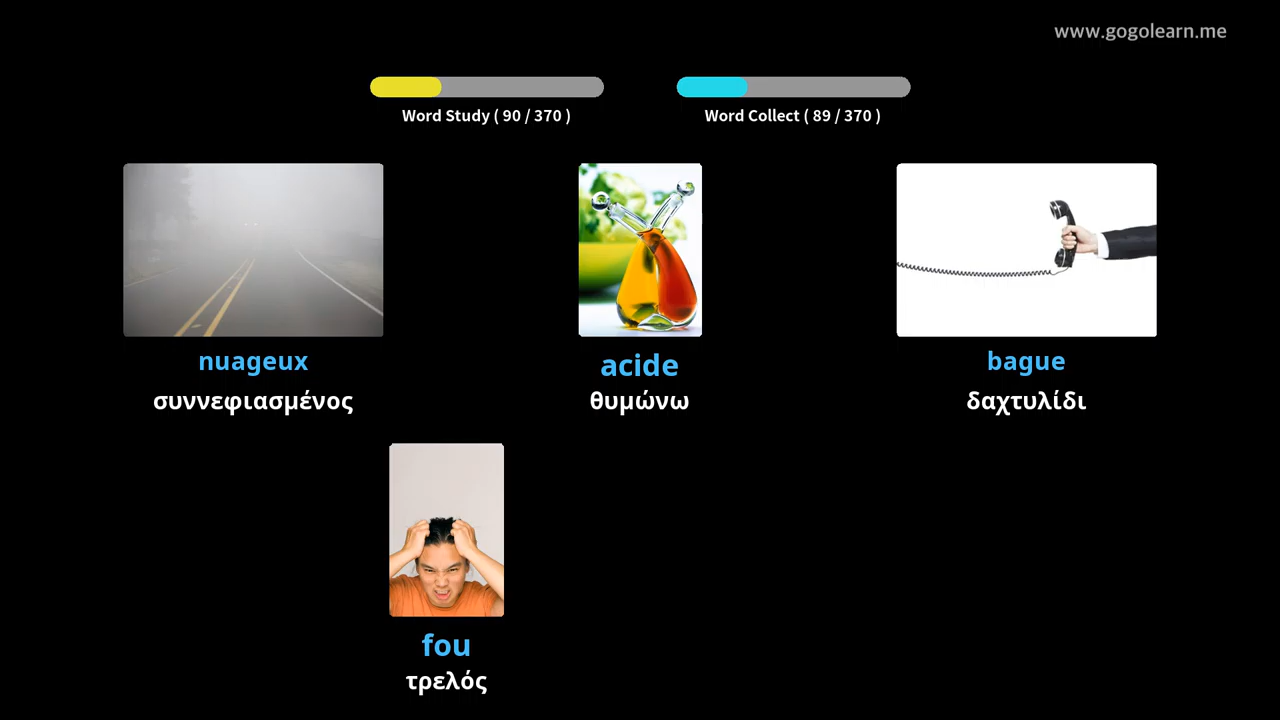 www.gogolearn.me
Word Study ( 90 / 370 )
Word Collect ( 89 / 370 )
nuageux
συννεφιασμένος
acide
θυμώνω
bague
δαχτυλίδι
fou
τρελός